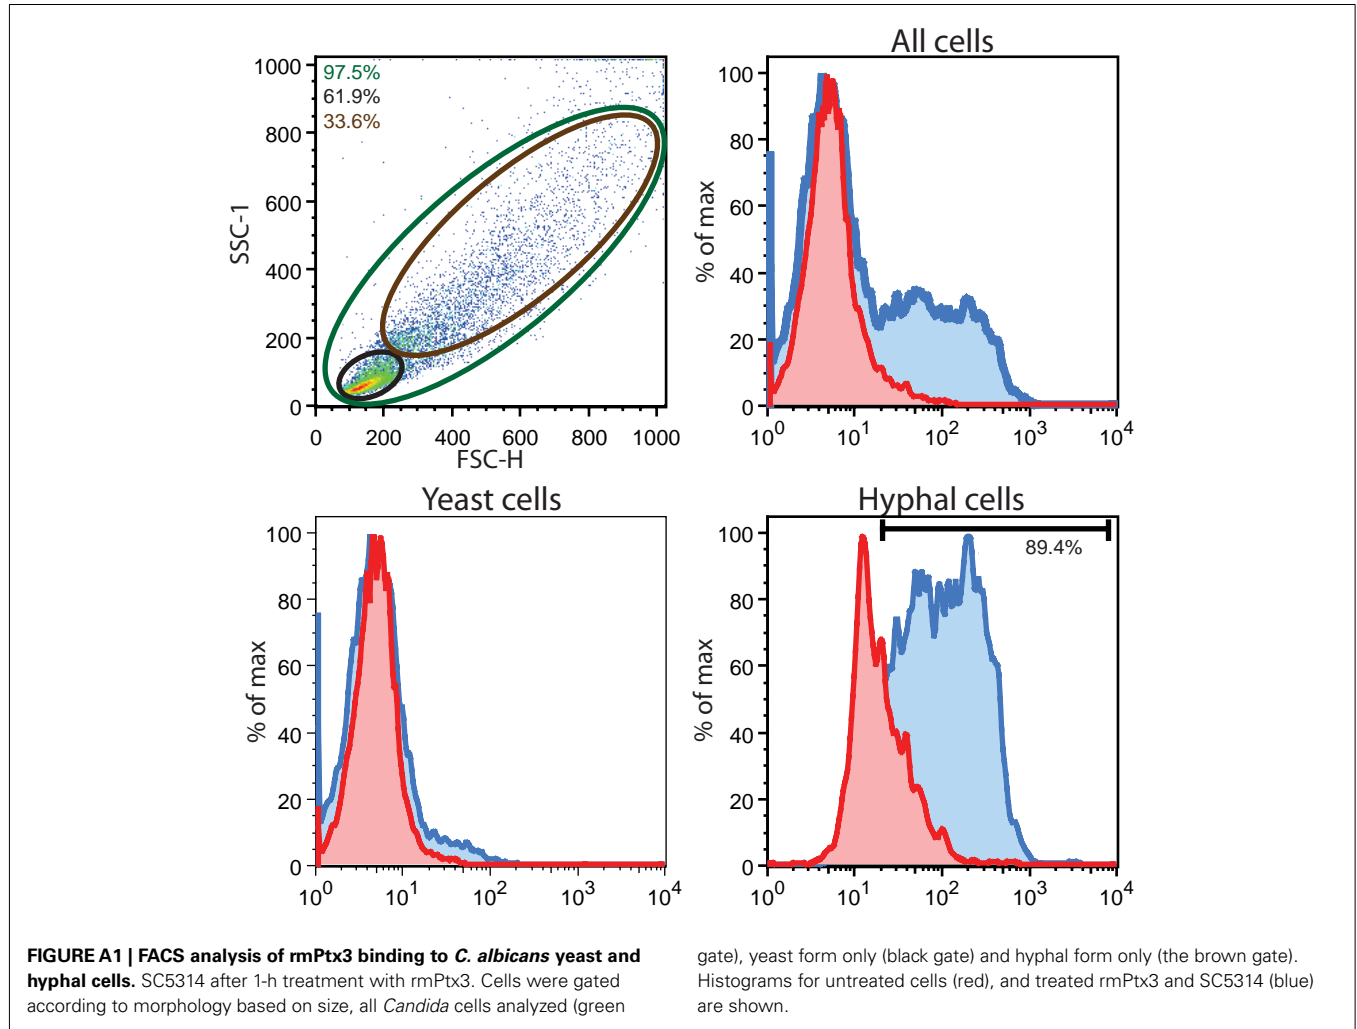 All cells
1000
800
600
400
200
0
SSC-1
97.5%
61.9%
33.6%
0 200 400 600 800 1000
FSC-H
100
80
60
40
20
0
% of max
10^0 10^1 10^2 10^3 10^4
Yeast cells
100
80
60
40
20
0
% of max
10^0 10^1 10^2 10^3 10^4
Hyphal cells
100
80
60
40
20
0
% of max
89.4%
10^0 10^1 10^2 10^3 10^4
FIGURE A1 | FACS analysis of rmPtx3 binding to C. albicans yeast and
hyphal cells. SC5314 after 1-h treatment with rmPtx3. Cells were gated
according to morphology based on size, all Candida cells analyzed (green
gate), yeast form only (black gate) and hyphal form only (the brown gate).
Histograms for untreated cells (red), and treated rmPtx3 and SC5314 (blue)
are shown.